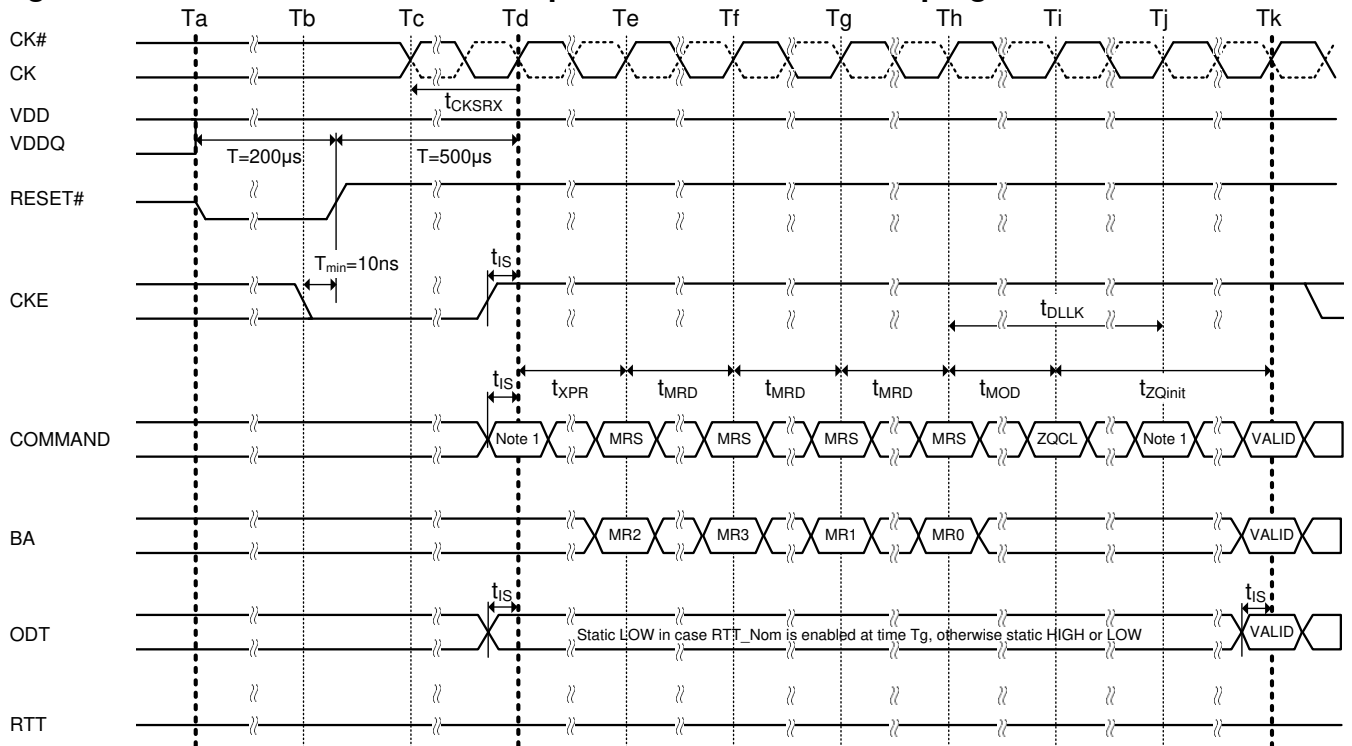 Ta Tb Tc Td Te Tf Tg Th Ti Tj Tk
CK#
CK
tCKSRX
VDD
VDDQ
T=200µs T=500µs
RESET#
Tmin=10ns tIS
CKE
tDLLK
tIS tXPR tMRD tMRD tMRD tMOD tZQinit
COMMAND Note 1 MRS MRS MRS MRS ZQCL Note 1 VALID
BA MR2 MR3 MR1 MR0 VALID
tIS tIS
ODT Static LOW in case RTT_Nom is enabled at time Tg, otherwise static HIGH or LOW VALID
RTT